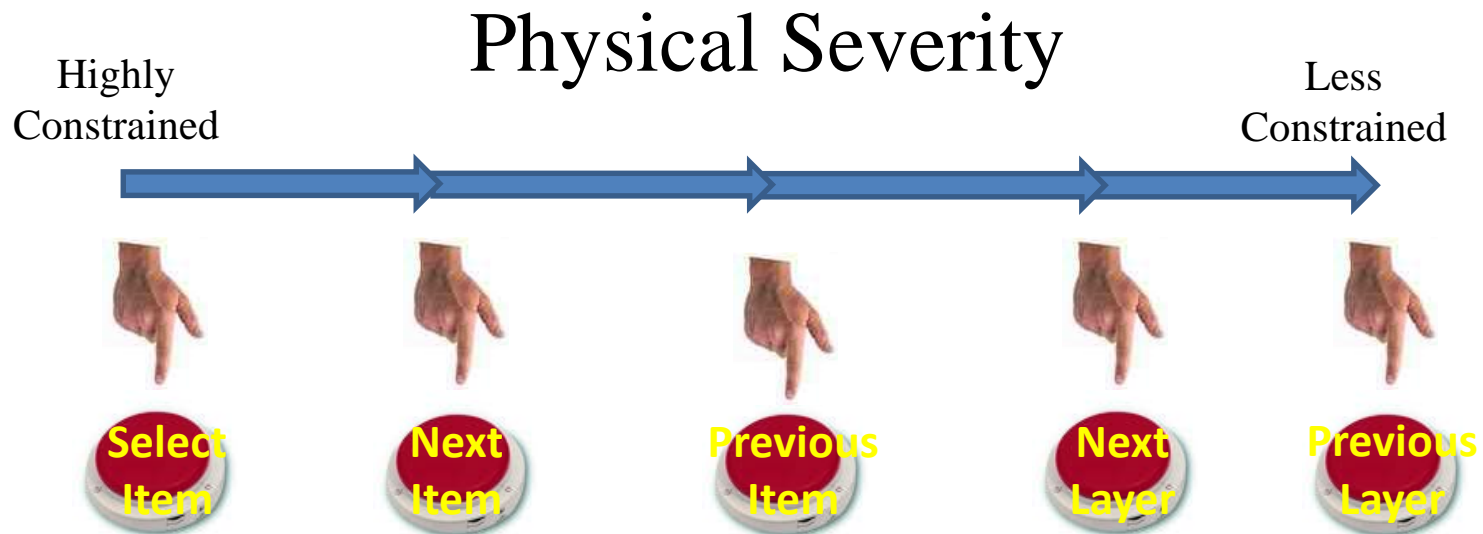 Physical Severity
Highly
Constrained
Less
Constrained
Select
Item
Next
Item
Previous
Item
Next
Layer
Previous
Layer